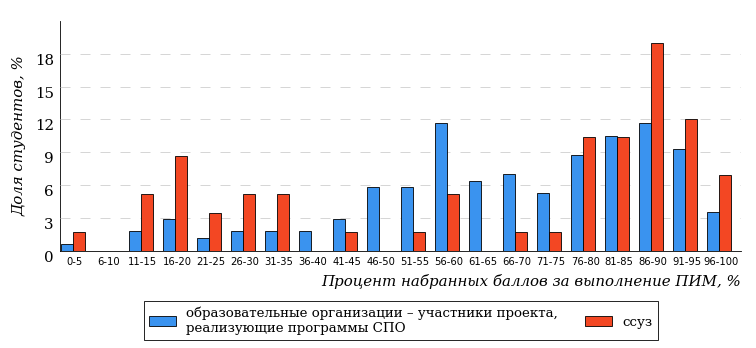 Доля студентов, %
18
15
12
9
6
3
0
0-5 6-10 11-15 16-20 21-25 26-30 31-35 36-40 41-45 46-50 51-55 56-60 61-65 66-70 71-75 76-80 81-85 86-90 91-95 96-100
Процент набранных баллов за выполнение ПИМ, %
образовательные организации – участники проекта,
реализующие программы СПО
ссуз